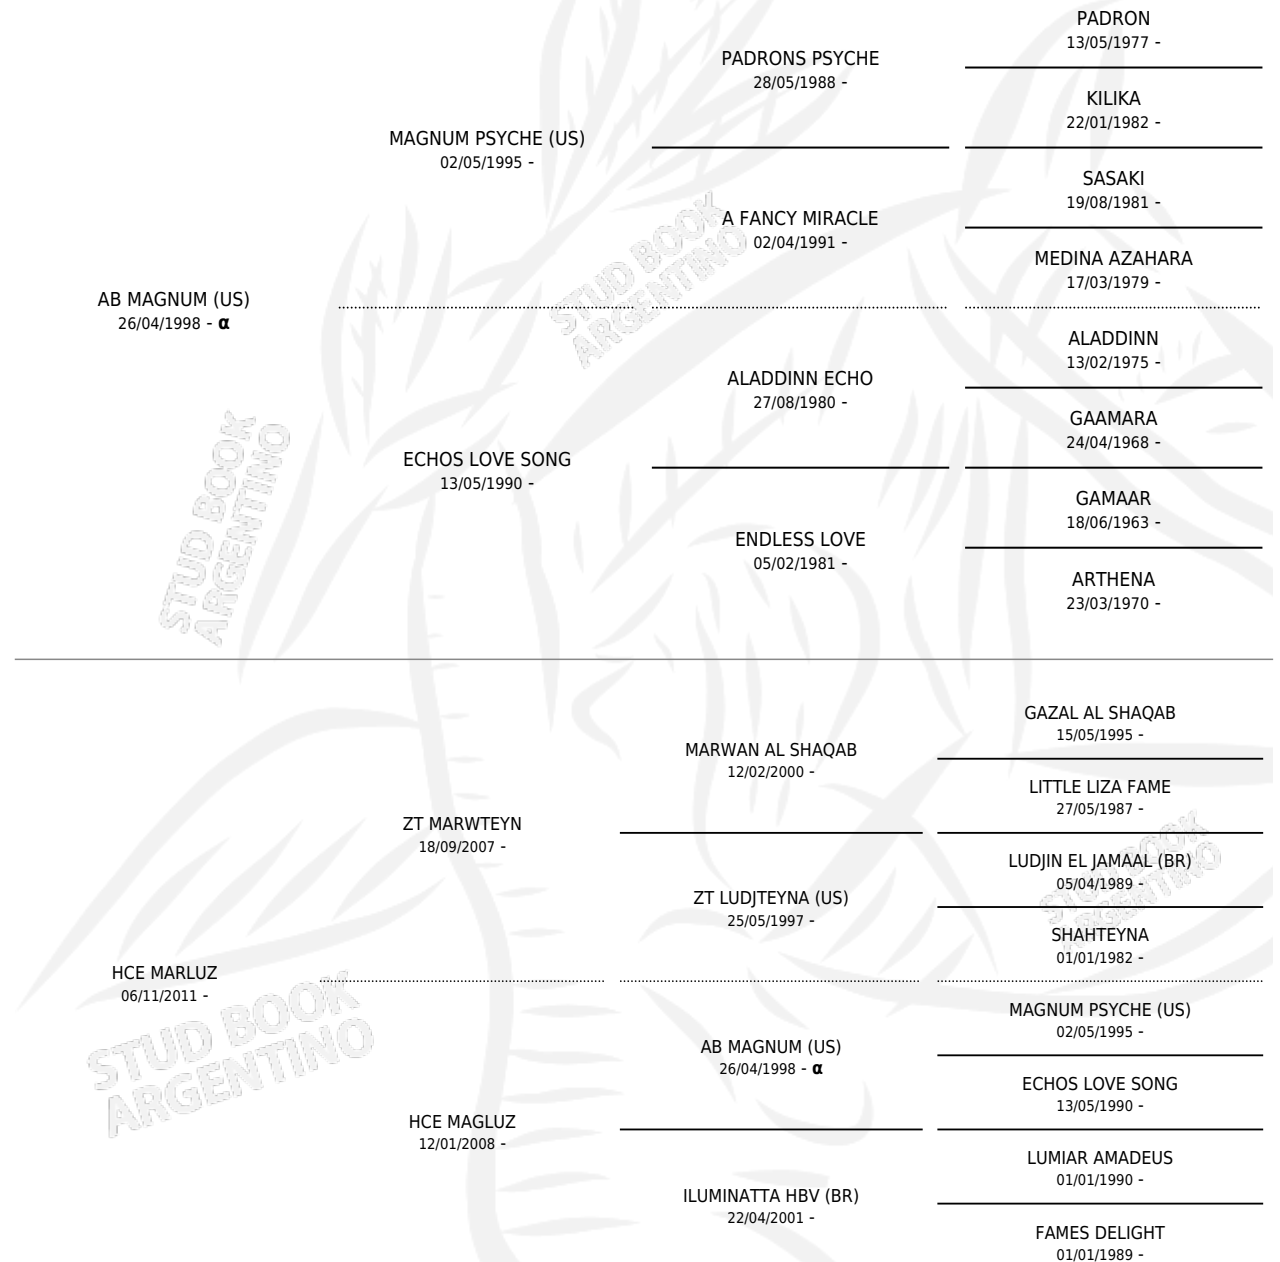 PADRON
13/05/1977 -
PADRONS PSYCHE
28/05/1988 -
KILIKA
22/01/1982 -
MAGNUM PSYCHE (US)
02/05/1995 -
SASAKI
19/08/1981 -
A FANCY MIRACLE
02/04/1991 -
MEDINA AZAHARA
17/03/1979 -
AB MAGNUM (US)
26/04/1998 - α
ALADDINN
13/02/1975 -
ALADDINN ECHO
27/08/1980 -
GAAMARA
24/04/1968 -
ECHOS LOVE SONG
13/05/1990 -
GAMAAR
18/06/1963 -
ENDLESS LOVE
05/02/1981 -
ARTHENA
23/03/1970 -
GAZAL AL SHAQAB
15/05/1995 -
MARWAN AL SHAQAB
12/02/2000 -
LITTLE LIZA FAME
27/05/1987 -
ZT MARWTEYN
18/09/2007 -
LUDJIN EL JAMAAL (BR)
05/04/1989 -
ZT LUDJTEYNA (US)
25/05/1997 -
SHAHTEYNA
01/01/1982 -
HCE MARLUZ
06/11/2011 -
MAGNUM PSYCHE (US)
02/05/1995 -
AB MAGNUM (US)
26/04/1998 - α
ECHOS LOVE SONG
13/05/1990 -
HCE MAGLUZ
12/01/2008 -
LUMIAR AMADEUS
01/01/1990 -
ILUMINATTA HBV (BR)
22/04/2001 -
FAMES DELIGHT
01/01/1989 -
STUD BOOK
ARGENTINO
STUD BOOK
ARGENTINO
STUD BOOK
ARGENTINO
STUD BOOK
ARGENTINO